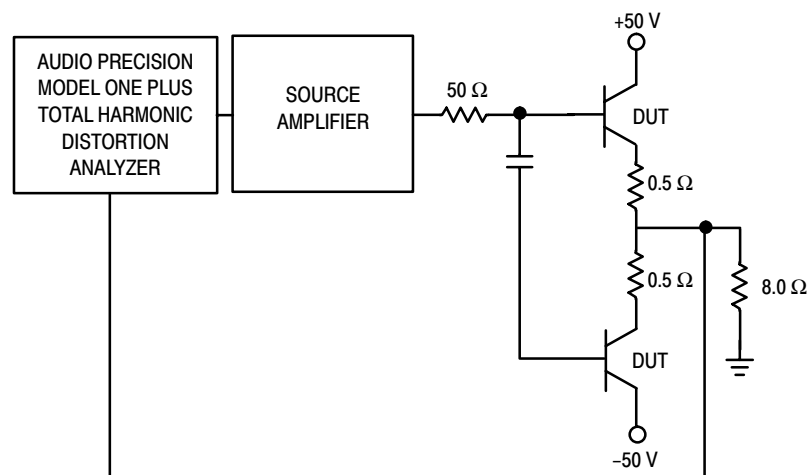 +50 V
AUDIO PRECISION
MODEL ONE PLUS
TOTAL HARMONIC
DISTORTION
ANALYZER
SOURCE
AMPLIFIER
50 Ω
DUT
0.5 Ω
0.5 Ω
8.0 Ω
DUT
–50 V